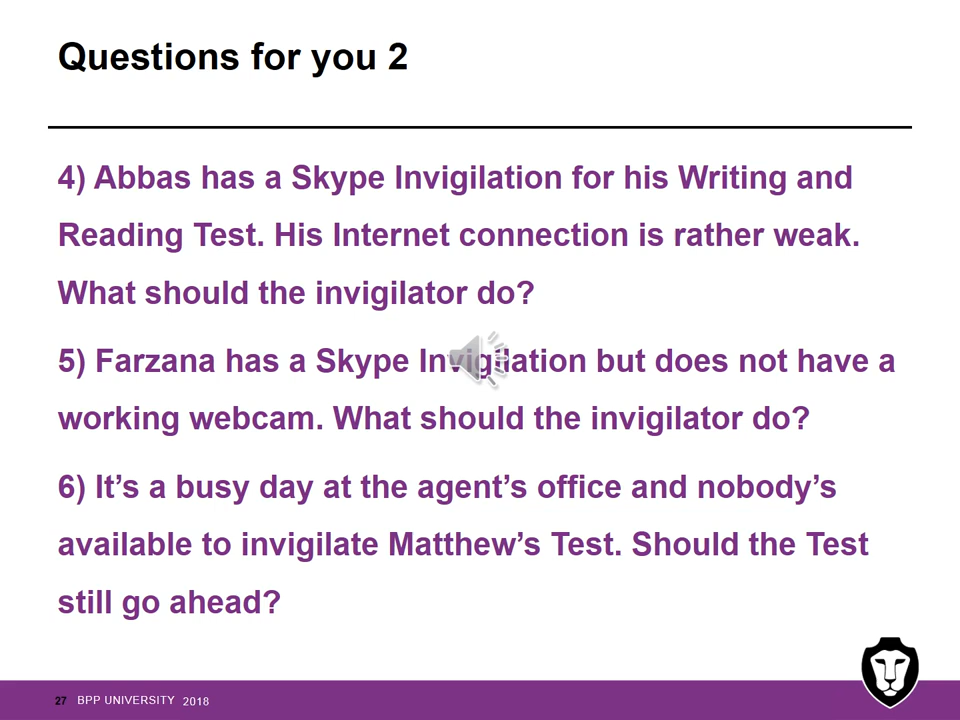 Questions for you 2
4) Abbas has a Skype Invigilation for his Writing and
Reading Test. His Internet connection is rather weak.
What should the invigilator do?
5) Farzana has a Skype Invigilation but does not have a
working webcam. What should the invigilator do?
6) It’s a busy day at the agent’s office and nobody’s
available to invigilate Matthew’s Test. Should the Test
still go ahead?
27 BPP UNIVERSITY 2018